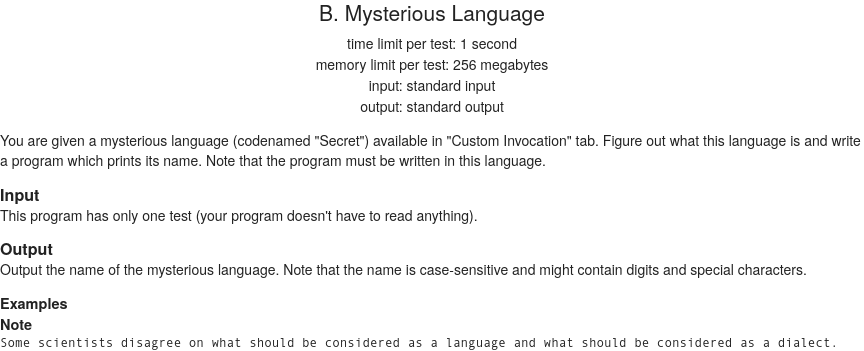 B. Mysterious Language
time limit per test: 1 second
memory limit per test: 256 megabytes
input: standard input
output: standard output
You are given a mysterious language (codenamed "Secret") available in "Custom Invocation" tab. Figure out what this language is and write
a program which prints its name. Note that the program must be written in this language.
Input
This program has only one test (your program doesn't have to read anything).
Output
Output the name of the mysterious language. Note that the name is case-sensitive and might contain digits and special characters.
Examples
Note
Some scientists disagree on what should be considered as a language and what should be considered as a dialect.